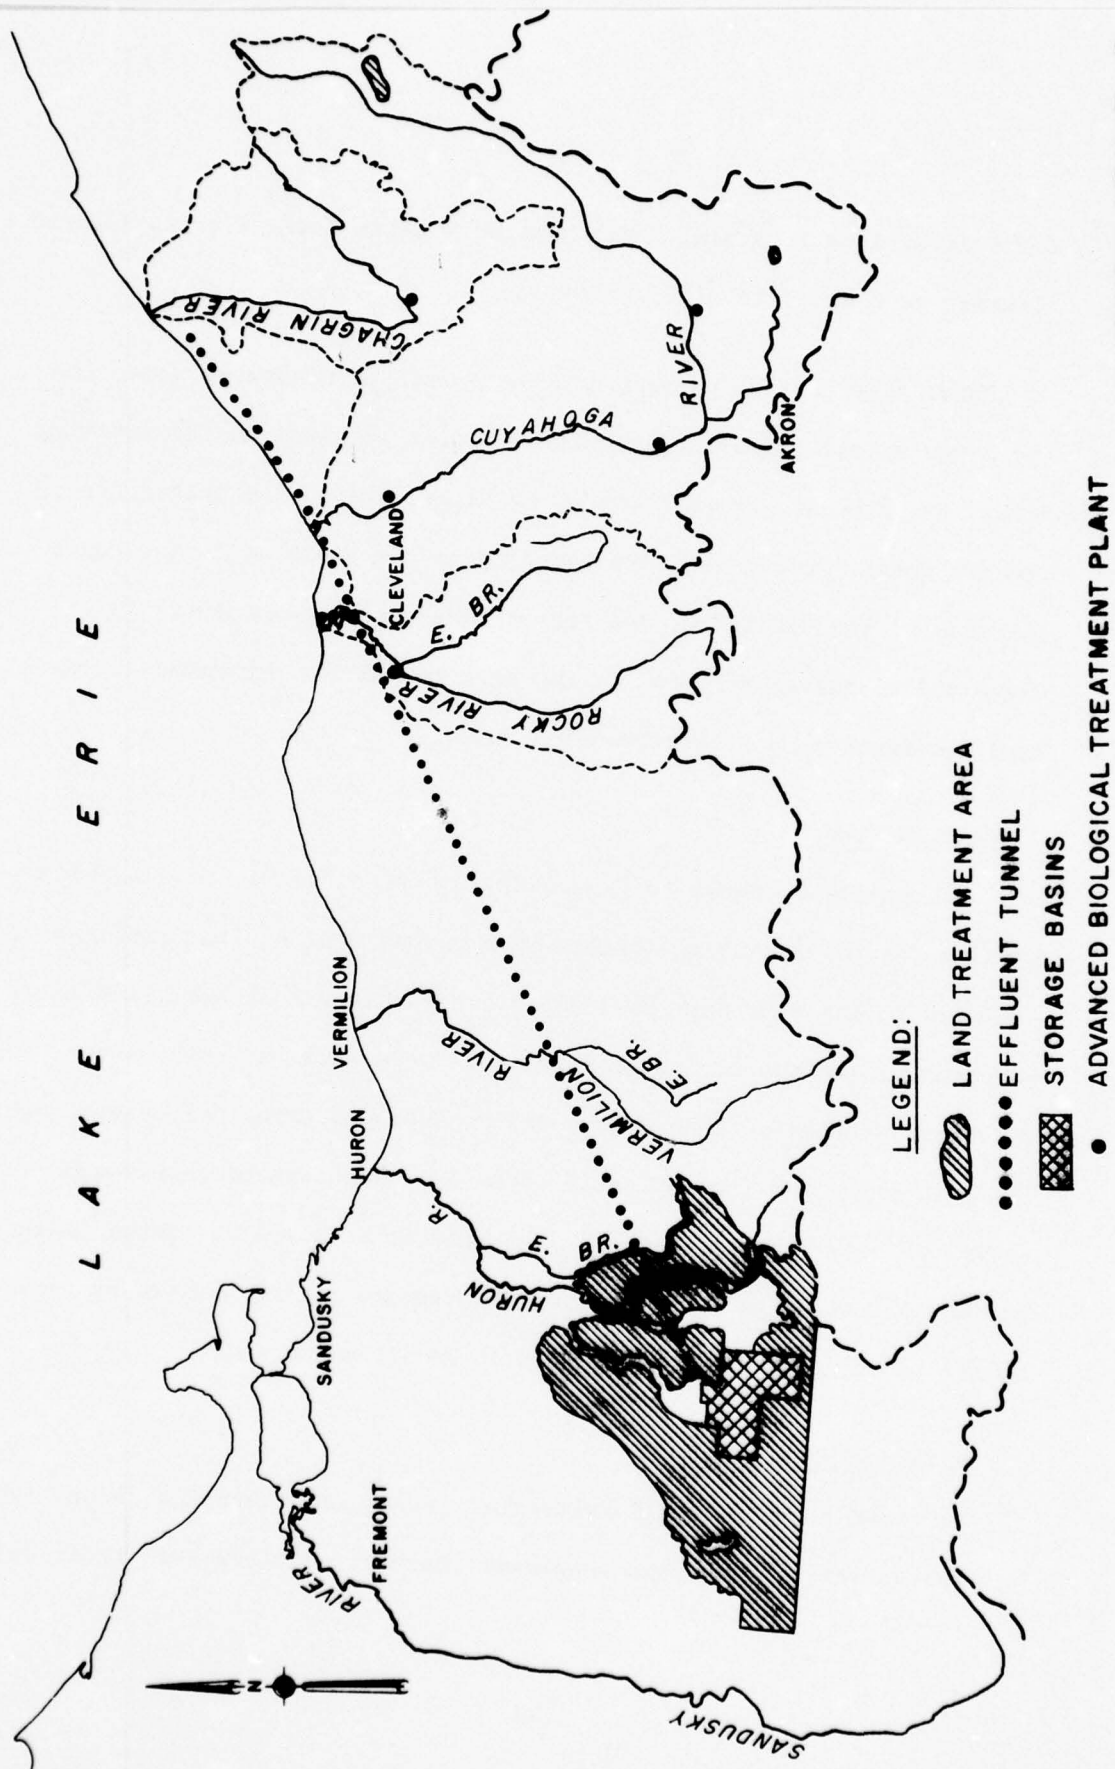 LAKE ERIE
SANDUSKY
HURON
VERMILION
FREMONT
RIVER
SANDUSKY
N
HURON
R.
E.
BR.
VERMILION
RIVER
E. BR.
CLEVELAND
ROCKY
RIVER
E. BR.
CHAGRIN RIVER
CUYAHOGA
RIVER
AKRON
LEGEND:
LAND TREATMENT AREA
EFFLUENT TUNNEL
STORAGE BASINS
ADVANCED BIOLOGICAL TREATMENT PLANT